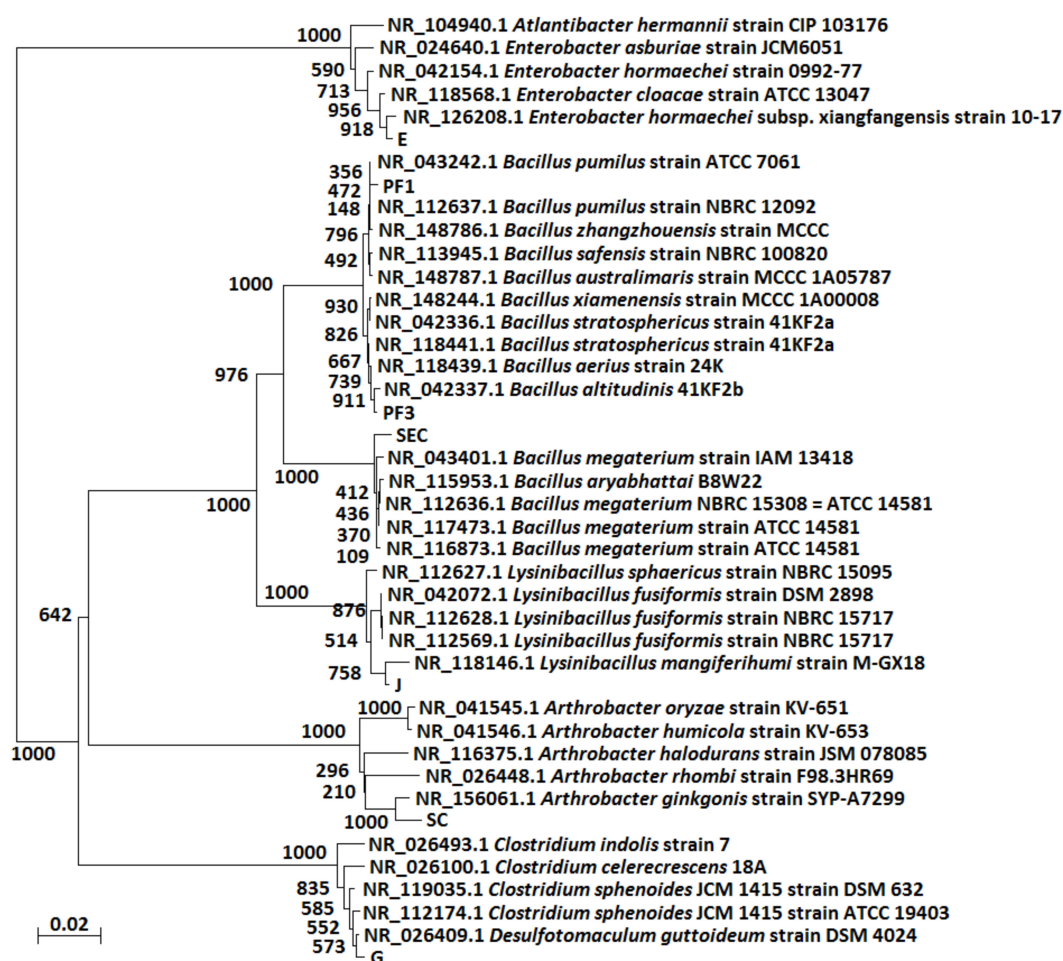 NR_104940.1 Atlantibacter hermannii strain CIP 103176
1000
NR_024640.1 Enterobacter asburiae strain JCM6051
590
NR_042154.1 Enterobacter hormaechei strain 0992-77
713
NR_118568.1 Enterobacter cloacae strain ATCC 13047
956
NR_126208.1 Enterobacter hormaechei subsp. xiangfangensis strain 10-17
918
E
NR_043242.1 Bacillus pumilus strain ATCC 7061
356
PF1
472
148
NR_112637.1 Bacillus pumilus strain NBRC 12092
796
NR_148786.1 Bacillus zhangzhouensis strain MCCC
NR_113945.1 Bacillus safensis strain NBRC 100820
492
NR_148787.1 Bacillus australimaris strain MCCC 1A05787
1000
NR_148244.1 Bacillus xiamenensis strain MCCC 1A00008
930
NR_042336.1 Bacillus stratosphericus strain 41KF2a
826
NR_118441.1 Bacillus stratosphericus strain 41KF2a
667
NR_118439.1 Bacillus aerius strain 24K
976
739
NR_042337.1 Bacillus altitudinis 41KF2b
911
PF3
SEC
NR_043401.1 Bacillus megaterium strain IAM 13418
1000
NR_115953.1 Bacillus aryabhattai B8W22
412
NR_112636.1 Bacillus megaterium NBRC 15308 = ATCC 14581
1000
436
NR_117473.1 Bacillus megaterium strain ATCC 14581
370
NR_116873.1 Bacillus megaterium strain ATCC 14581
109
NR_112627.1 Lysinibacillus sphaericus strain NBRC 15095
1000
NR_042072.1 Lysinibacillus fusiformis strain DSM 2898
876
642
NR_112628.1 Lysinibacillus fusiformis strain NBRC 15717
514
NR_112569.1 Lysinibacillus fusiformis strain NBRC 15717
NR_118146.1 Lysinibacillus mangiferihumi strain M-GX18
758
J
1000
NR_041545.1 Arthrobacter oryzae strain KV-651
NR_041546.1 Arthrobacter humicola strain KV-653
1000
1000
NR_116375.1 Arthrobacter halodurans strain JSM 078085
296
NR_026448.1 Arthrobacter rhombi strain F98.3HR69
210
NR_156061.1 Arthrobacter ginkgonis strain SYP-A7299
1000
SC
NR_026493.1 Clostridium indolis strain 7
1000
NR_026100.1 Clostridium celerecrescens 18A
835
NR_119035.1 Clostridium sphenoides JCM 1415 strain DSM 632
585
NR_112174.1 Clostridium sphenoides JCM 1415 strain ATCC 19403
0.02
552
NR_026409.1 Desulfotomaculum guttoideum strain DSM 4024
573
G